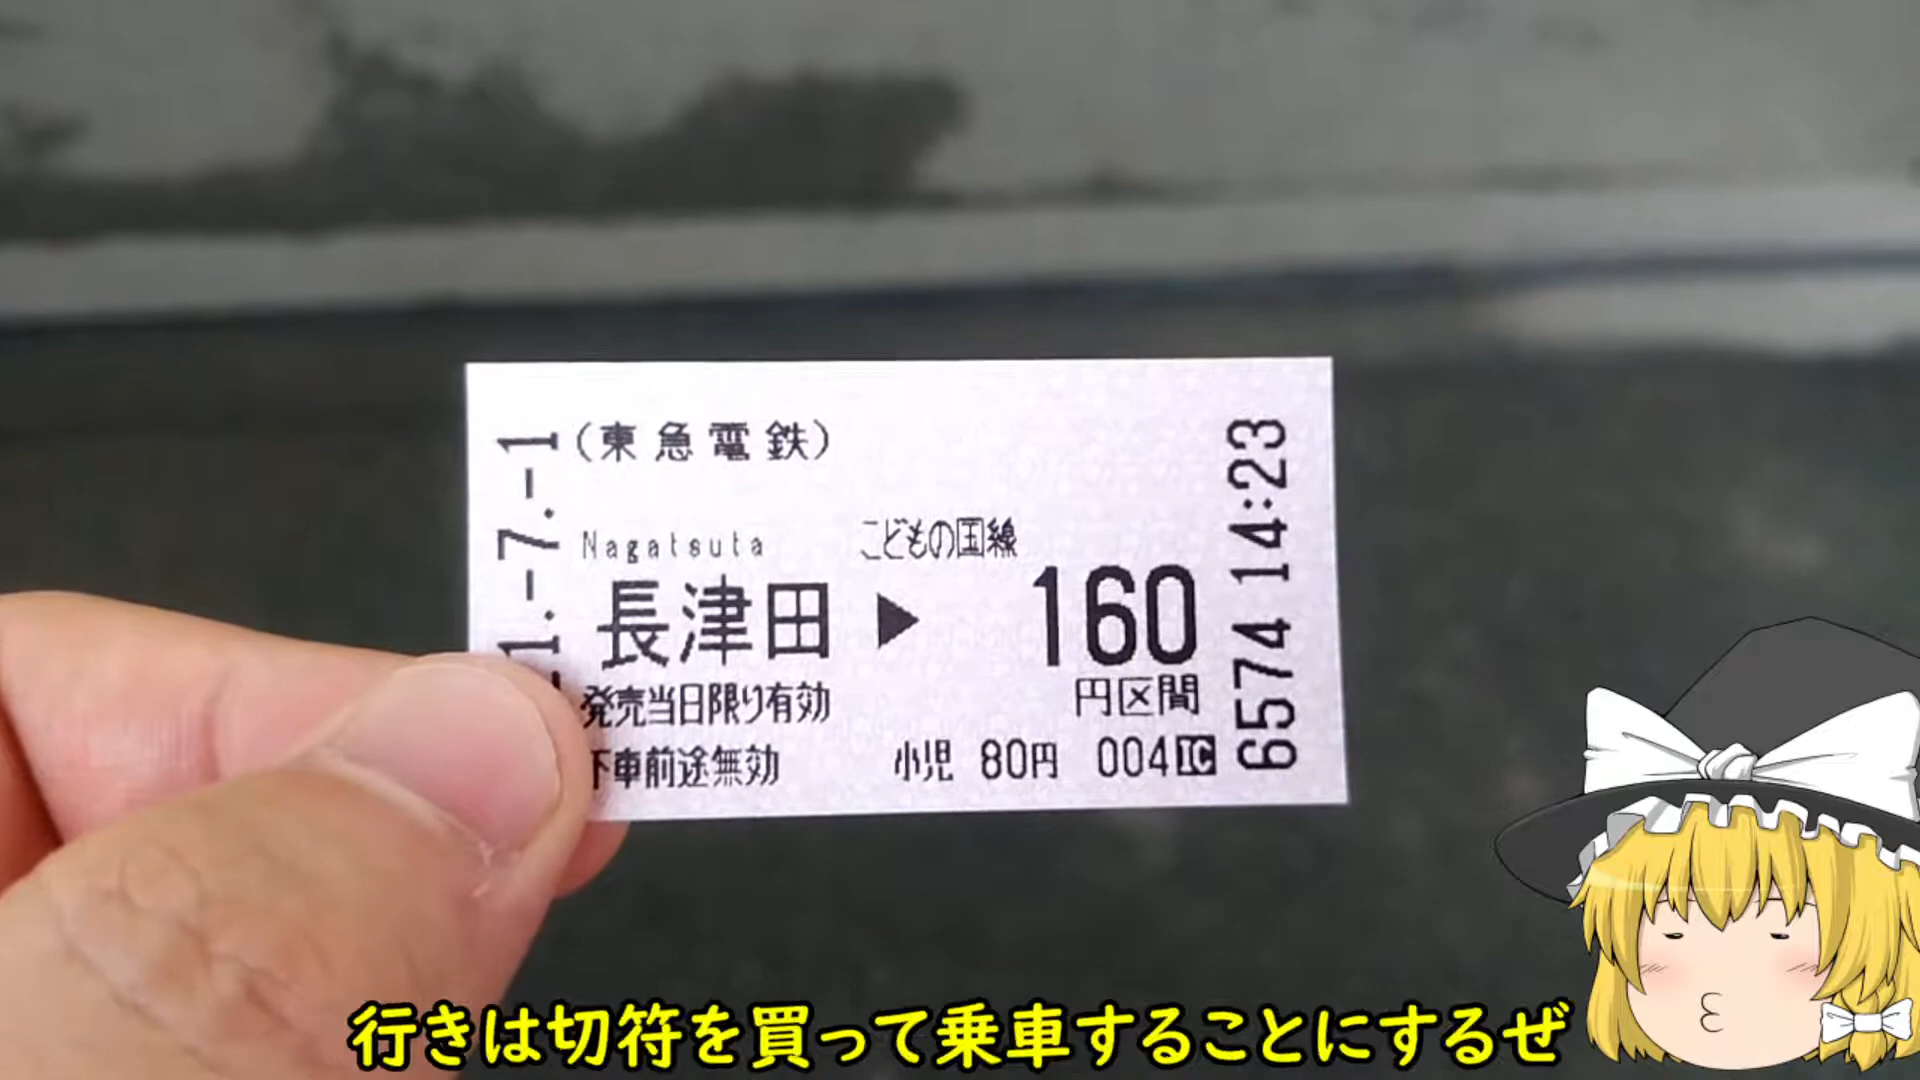 (東急電鉄)
1.-7.-1
Nagatsuta こどもの国線
長津田▶160
発売当日限り有効 円区間
下車前途無効 小児 80円 004IC
6574 14:23
行きは切符を買って乗車することにするぜ